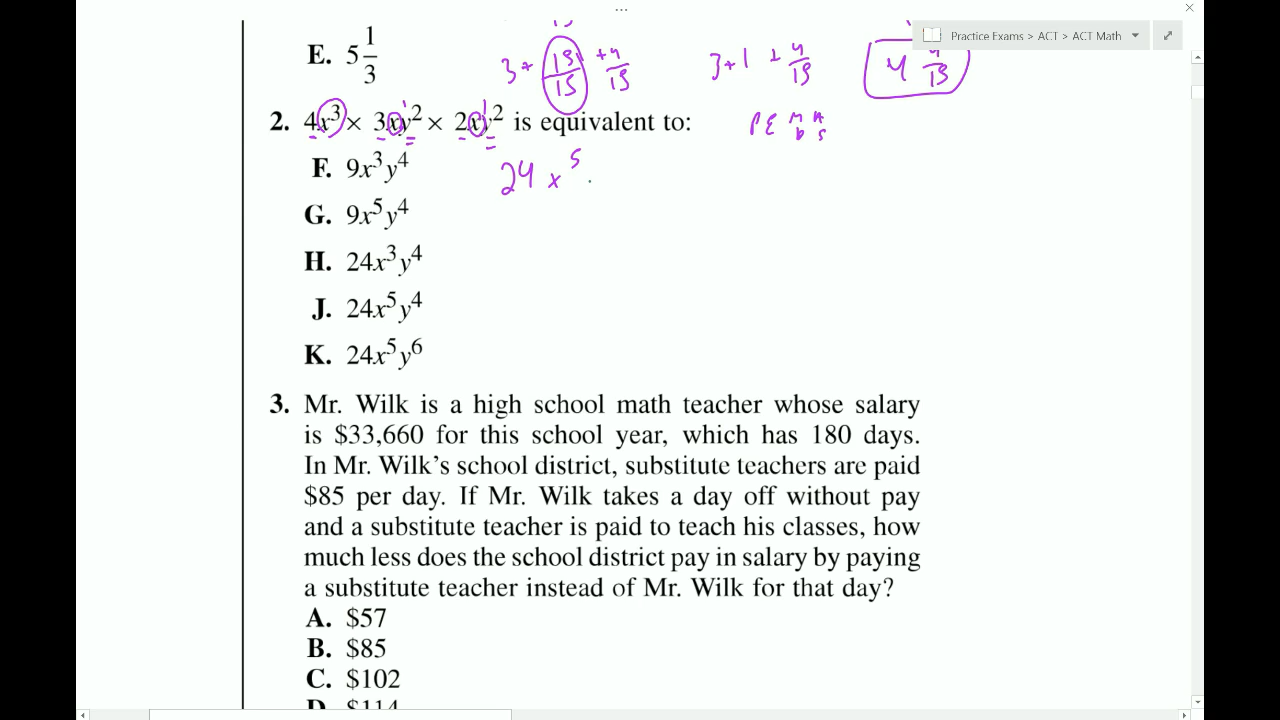 Practice Exams > ACT > ACT Math
E. 5 1/3
3 + 15/15 + 4/15 3+1 + 4/15 4 4/15
2. 4x³ × 3xy² × 2xy² is equivalent to:
P E M A
D S
F. 9x³y⁴
24 x⁵
G. 9x⁵y⁴
H. 24x³y⁴
J. 24x⁵y⁴
K. 24x⁵y⁶
3. Mr. Wilk is a high school math teacher whose salary
is $33,660 for this school year, which has 180 days.
In Mr. Wilk's school district, substitute teachers are paid
$85 per day. If Mr. Wilk takes a day off without pay
and a substitute teacher is paid to teach his classes, how
much less does the school district pay in salary by paying
a substitute teacher instead of Mr. Wilk for that day?
A. $57
B. $85
C. $102
D. $114